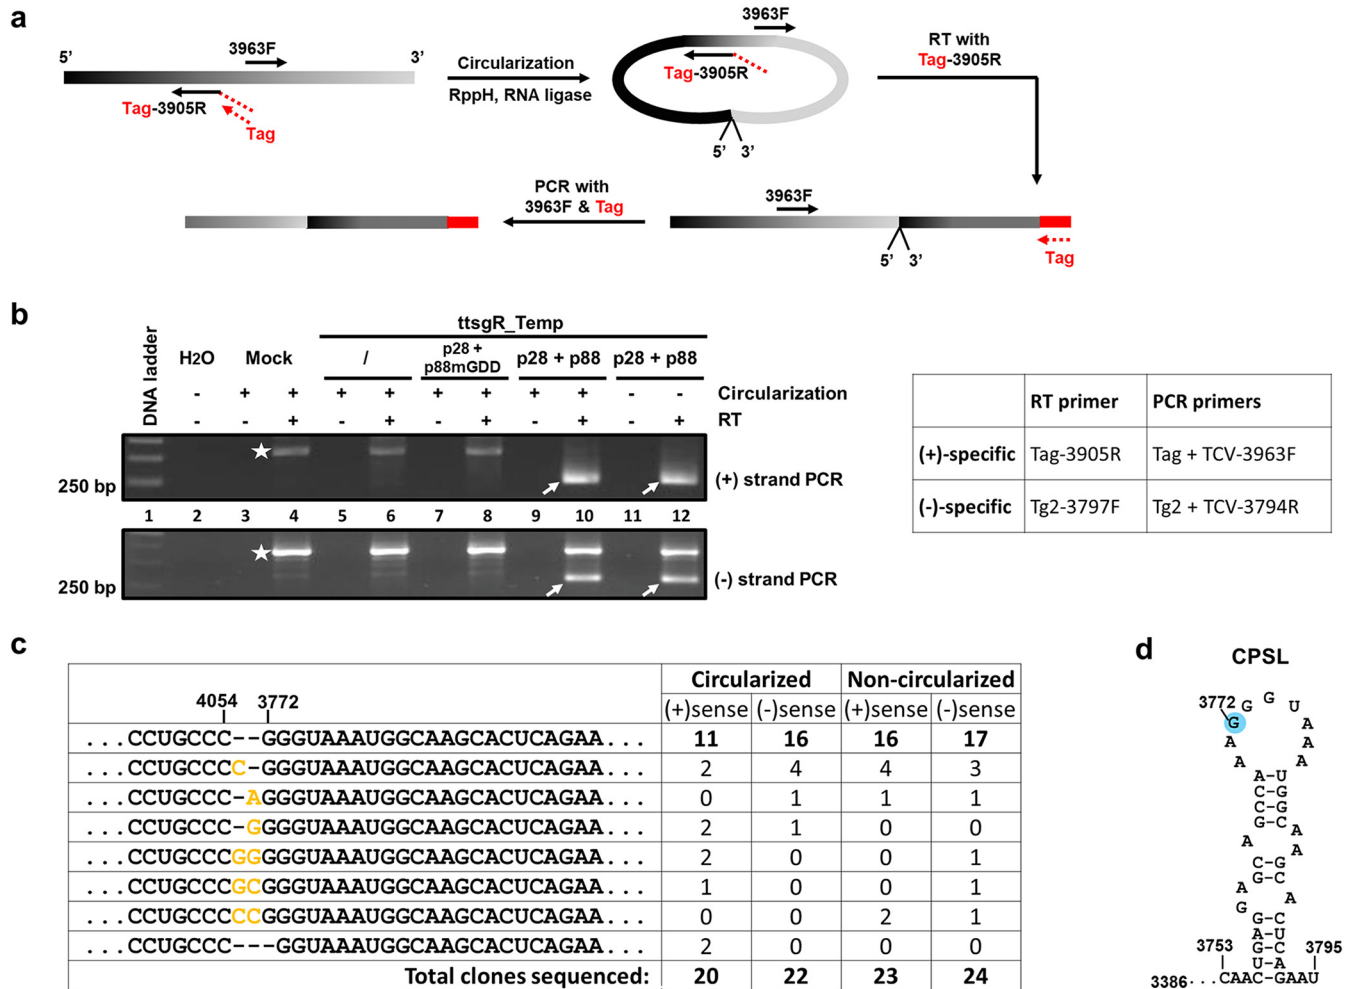 a
5’ 3963F 3’
Tag-3905R
Tag
Circularization
RppH, RNA ligase
3963F
Tag-3905R
5’ 3’
RT with
Tag-3905R
PCR with
3963F & Tag
3963F
5’ 3’
Tag
b
ttsgR_Temp
DNA ladder
H2O Mock / p28 + p88mGDD p28 + p88 p28 + p88
- + + + + + + + + - - Circularization
- - + - + - + - + - + RT
250 bp (+) strand PCR
1 2 3 4 5 6 7 8 9 10 11 12
250 bp (-) strand PCR
RT primer PCR primers
(+)-specific Tag-3905R Tag + TCV-3963F
(-)-specific Tg2-3797F Tg2 + TCV-3794R
c
Circularized Non-circularized
4054 3772 (+)sense (-)sense (+)sense (-)sense
...CCUGCCC--GGGUAAAUGGCAAGCACUCAGAA... 11 16 16 17
...CCUGCCCC-GGGUAAAUGGCAAGCACUCAGAA... 2 4 4 3
...CCUGCCC-AGGGUAAAUGGCAAGCACUCAGAA... 0 1 1 1
...CCUGCCC-GGGGUAAAUGGCAAGCACUCAGAA... 2 1 0 0
...CCUGCCCGGGGGUAAAUGGCAAGCACUCAGAA... 2 0 0 1
...CCUGCCCGCGGGUAAAUGGCAAGCACUCAGAA... 1 0 0 1
...CCUGCCCCCGGGUAAAUGGCAAGCACUCAGAA... 0 0 2 1
...CCUGCCC---GGUAAAUGGCAAGCACUCAGAA... 2 0 0 0
Total clones sequenced: 20 22 23 24
d
CPSL
3772
G G G U
A A
A A
A A
A-U
C-G
C-G
G-C
A A
A
C-G
G-C
A A
G
G-C
A-U
G-C
U-A
3753 3795
3386...CAAC-GAAU